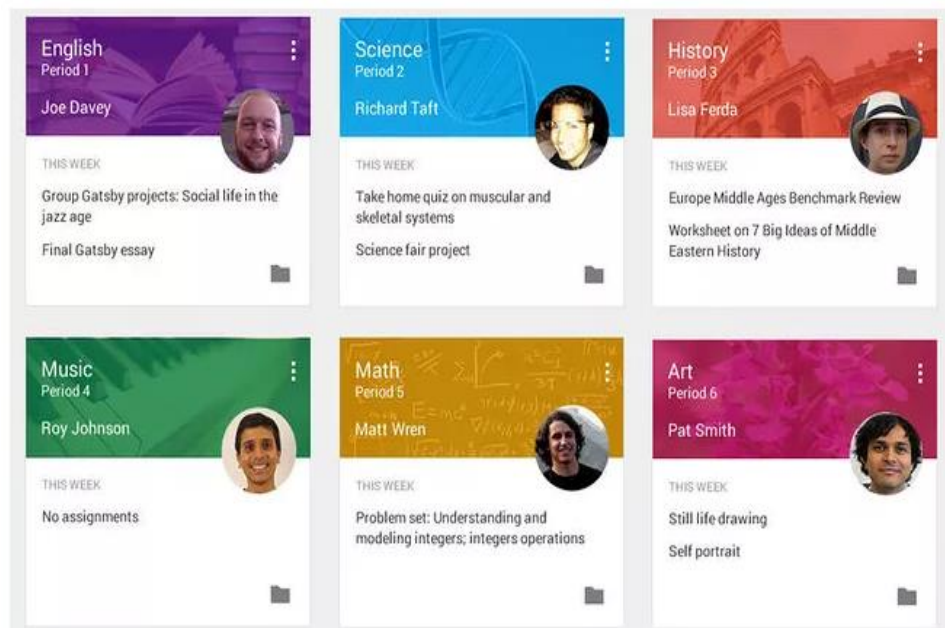 English
Period 1
Joe Davey
THIS WEEK
Group Gatsby projects: Social life in the
jazz age
Final Gatsby essay
Science
Period 2
Richard Taft
THIS WEEK
Take home quiz on muscular and
skeletal systems
Science fair project
History
Period 3
Lisa Ferda
THIS WEEK
Europe Middle Ages Benchmark Review
Worksheet on 7 Big Ideas of Middle
Eastern History
Music
Period 4
Roy Johnson
THIS WEEK
No assignments
Math
Period 5
Matt Wren
E=mc²
THIS WEEK
Problem set: Understanding and
modeling integers; integers operations
Art
Period 6
Pat Smith
THIS WEEK
Still life drawing
Self portrait